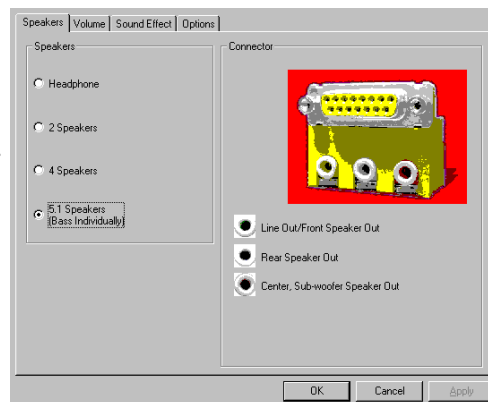 Speakers Volume Sound Effect Options
Speakers
Headphone
2 Speakers
4 Speakers
5.1 Speakers
(Bass Individually)
Connector
Line Out/Front Speaker Out
Rear Speaker Out
Center, Sub-woofer Speaker Out
OK Cancel Apply